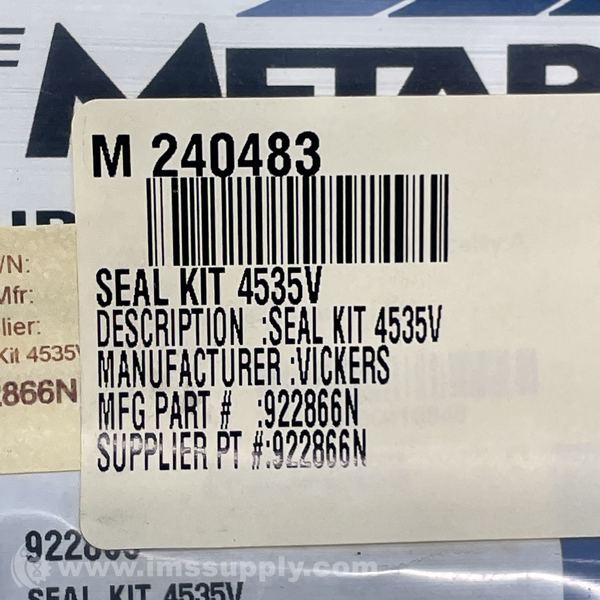 METAR
M 240483
SEAL KIT 4535V
DESCRIPTION :SEAL KIT 4535V
MANUFACTURER :VICKERS
MFG PART # :922866N
SUPPLIER PT #:922866N
/N:
Mfr:
lier:
Kit 4535V
2866N
SEAL KIT 4535V
www.imssupply.com